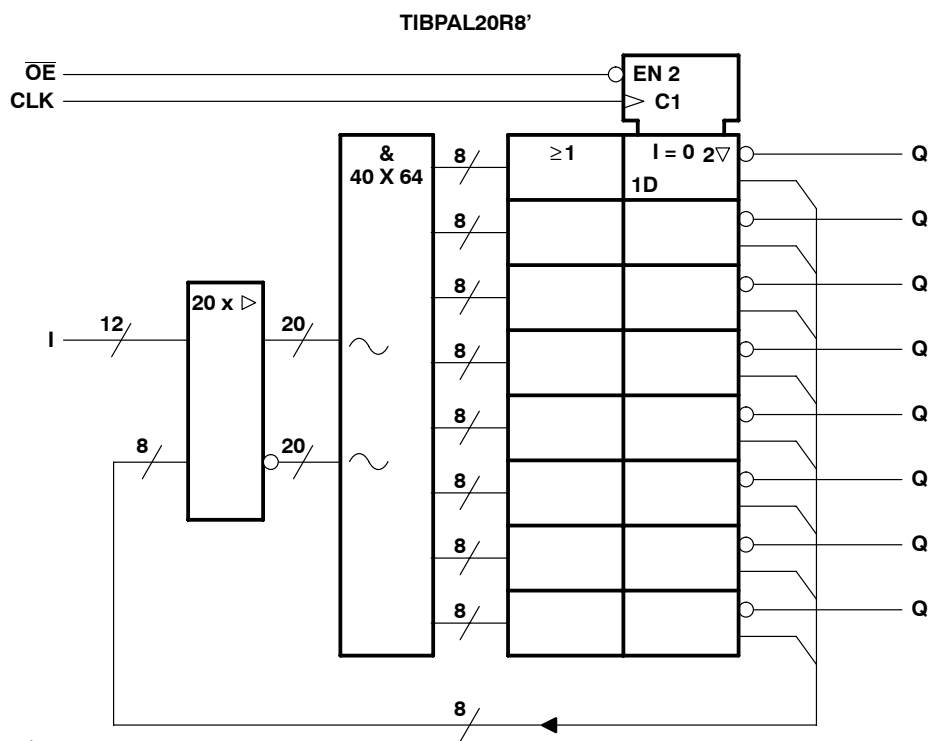 TIBPAL20R8’
OE
CLK
EN 2
C1
&
40 X 64
8
≥1
I = 0 2▽
1D
Q
8
Q
8
Q
20 x ▷
I
12
20
8
Q
8
Q
8
20
8
Q
8
Q
8
Q
8